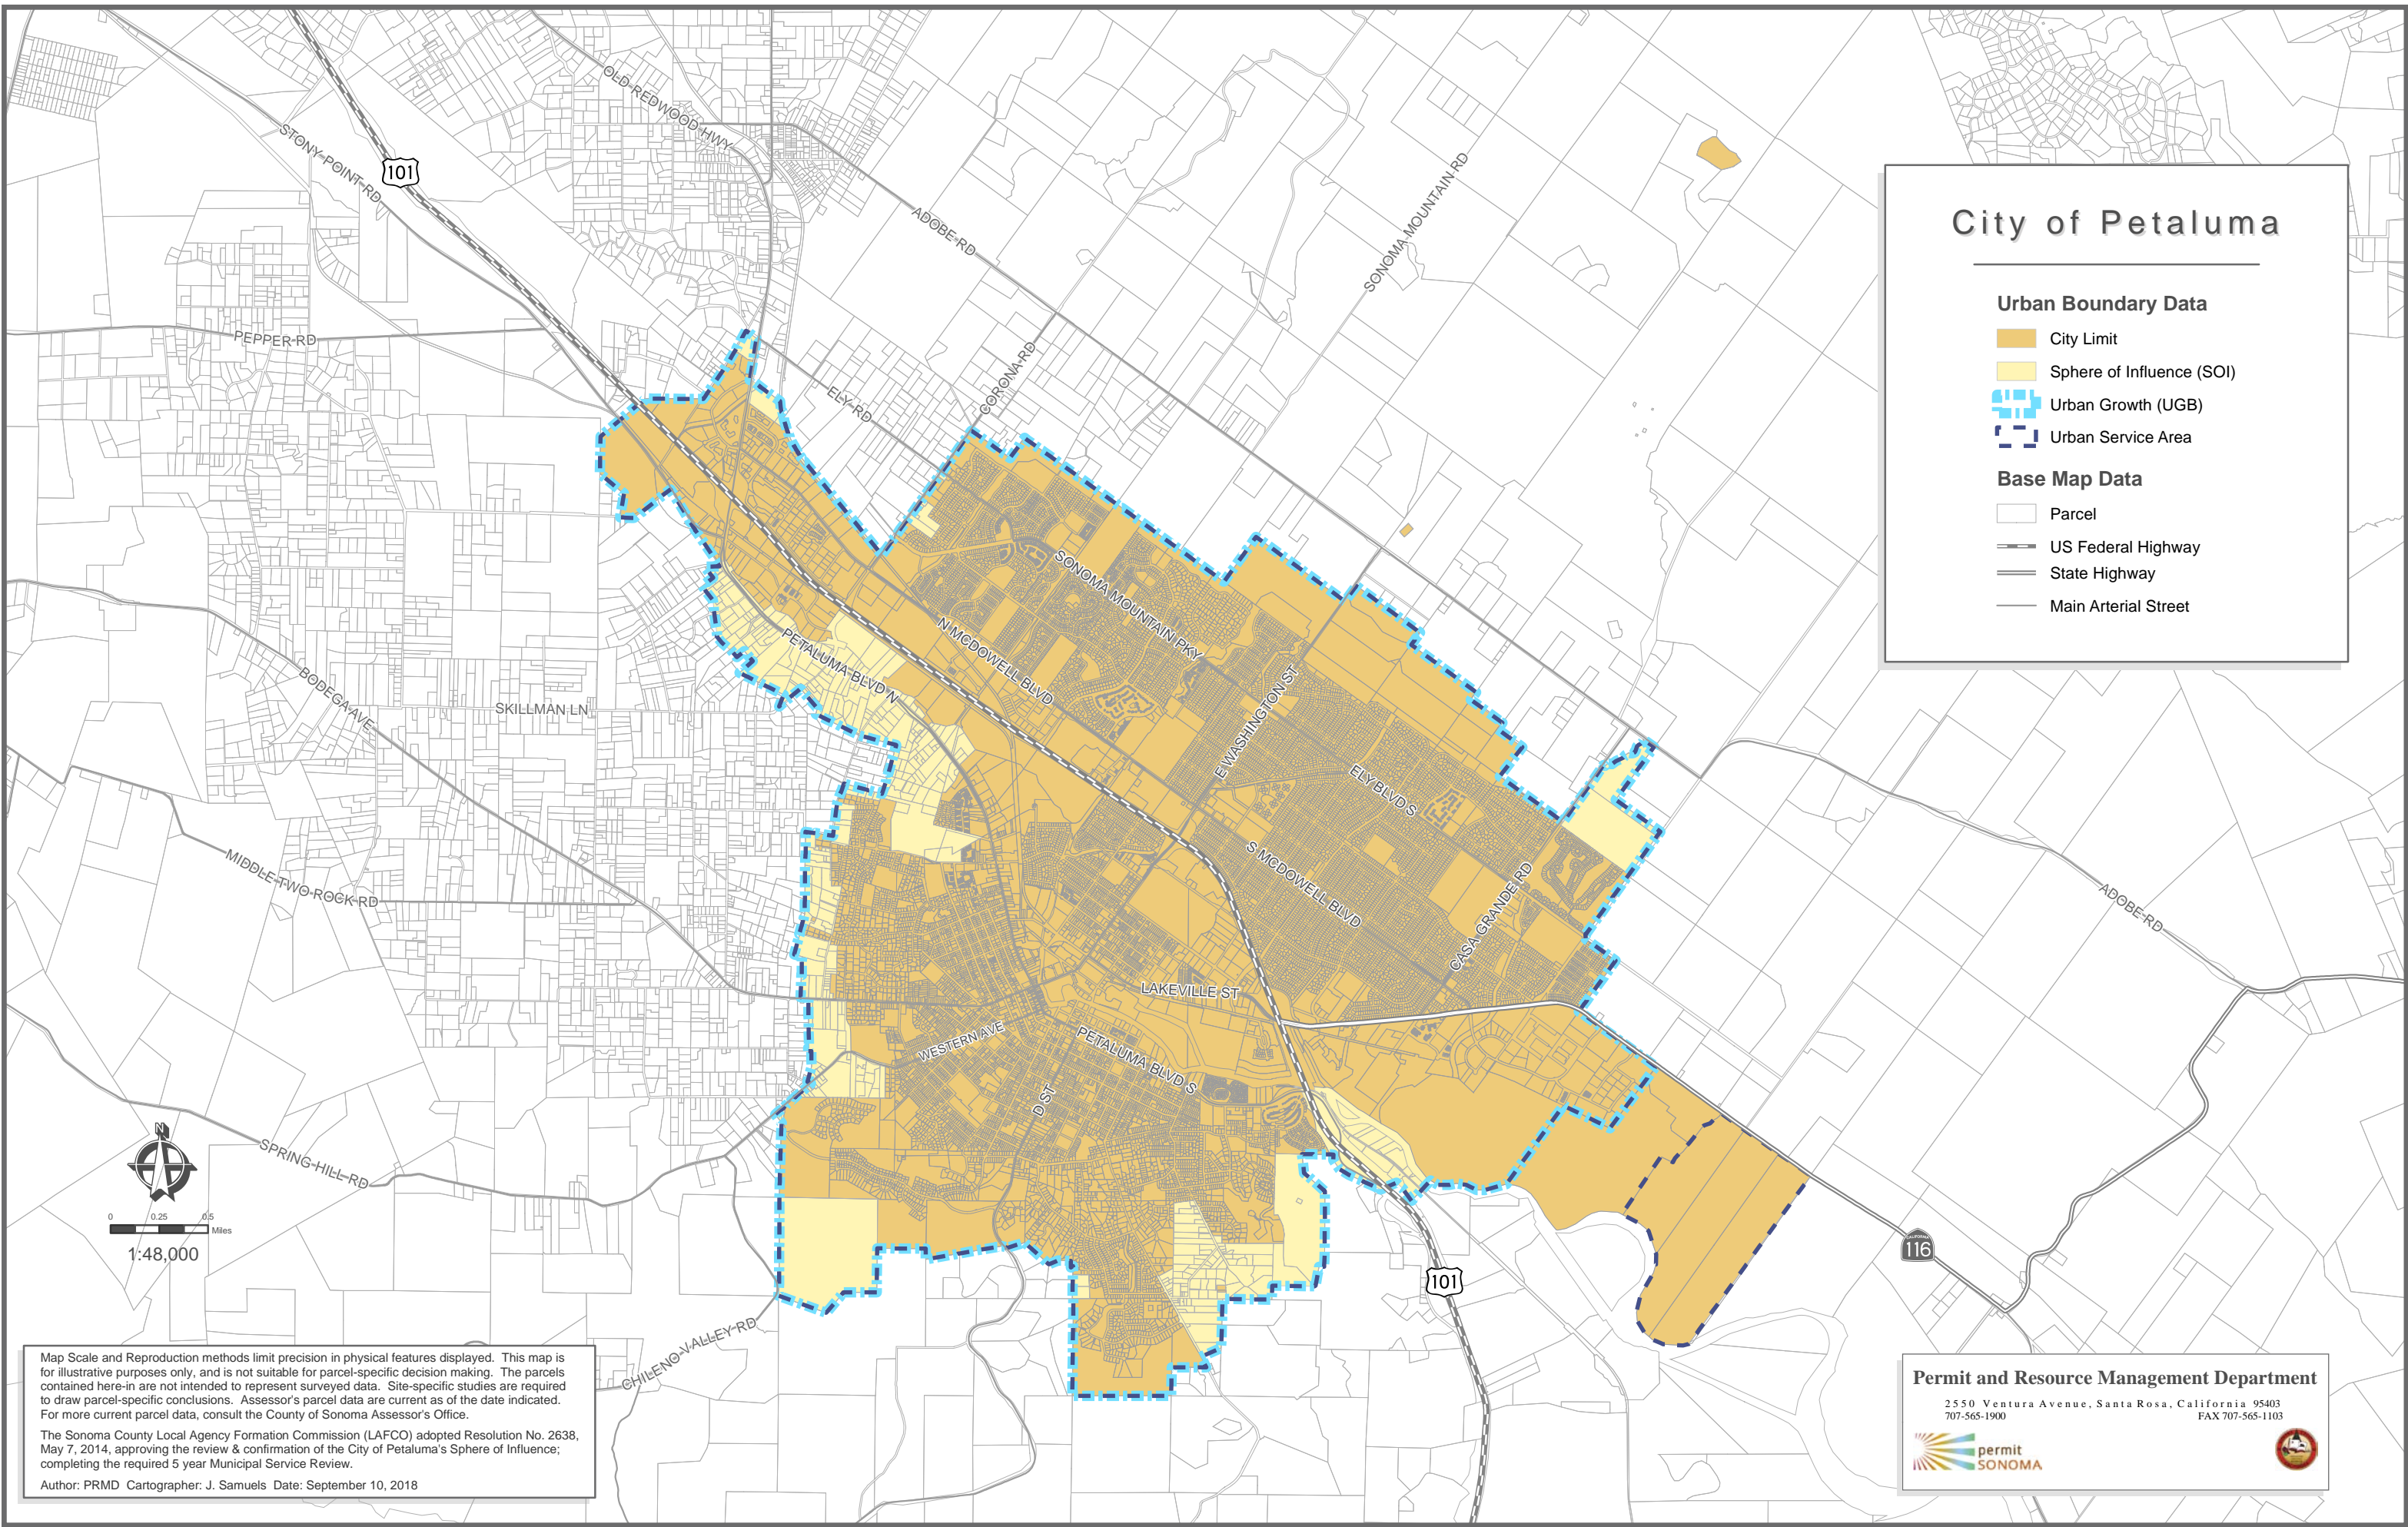 OLD REDWOOD HWY
STONY POINT RD
101
ADOBE RD
SONOMA MOUNTAIN RD
PEPPER RD
ELY RD
CORONA RD
SONOMA MOUNTAIN PKY
N MCDOWELL BLVD
PETALUMA BLVD N
BODEGA AVE
SKILLMAN LN
E WASHINGTON ST
ELY BLVD S
S MCDOWELL BLVD
CASA GRANDE RD
MIDDLE TWO ROCK RD
ADOBE RD
LAKEVILLE ST
WESTERN AVE
PETALUMA BLVD S
D ST
SPRING HILL RD
CHILENO VALLEY RD
101
CALIFORNIA
116
City of Petaluma
Urban Boundary Data
City Limit
Sphere of Influence (SOI)
Urban Growth (UGB)
Urban Service Area
Base Map Data
Parcel
US Federal Highway
State Highway
Main Arterial Street
N
0 0.25 0.5
Miles
1:48,000
Map Scale and Reproduction methods limit precision in physical features displayed. This map is
for illustrative purposes only, and is not suitable for parcel-specific decision making. The parcels
contained here-in are not intended to represent surveyed data. Site-specific studies are required
to draw parcel-specific conclusions. Assessor's parcel data are current as of the date indicated.
For more current parcel data, consult the County of Sonoma Assessor's Office.
The Sonoma County Local Agency Formation Commission (LAFCO) adopted Resolution No. 2638,
May 7, 2014, approving the review & confirmation of the City of Petaluma's Sphere of Influence;
completing the required 5 year Municipal Service Review.
Author: PRMD Cartographer: J. Samuels Date: September 10, 2018
Permit and Resource Management Department
2550 Ventura Avenue, Santa Rosa, California 95403
707-565-1900 FAX 707-565-1103
permit
SONOMA